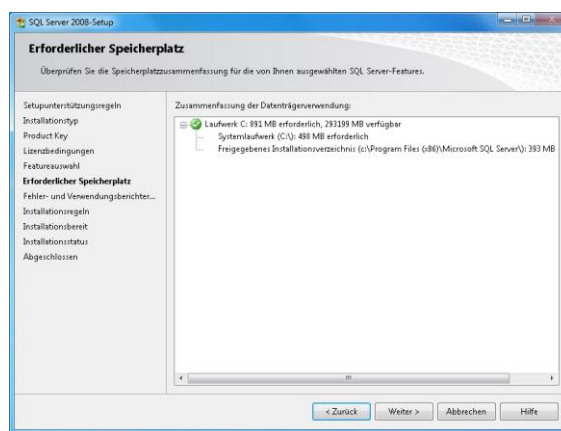 SQL Server 2008-Setup
Erforderlicher Speicherplatz
Überprüfen Sie die Speicherplatzzusammenfassung für die von Ihnen ausgewählten SQL Server-Features.
Setupunterstützungsregeln
Installationstyp
Product Key
Lizenzbedingungen
Featureauswahl
Erforderlicher Speicherplatz
Fehler- und Verwendungsberichter...
Installationsregeln
Installationsbereit
Installationsstatus
Abgeschlossen
Zusammenfassung der Datenträgerverwendung:
Laufwerk C: 891 MB erforderlich, 293199 MB verfügbar
Systemlaufwerk (C:\): 498 MB erforderlich
Freigegebenes Installationsverzeichnis (c:\Program Files (x86)\Microsoft SQL Server\): 393 MB
< Zurück
Weiter >
Abbrechen
Hilfe